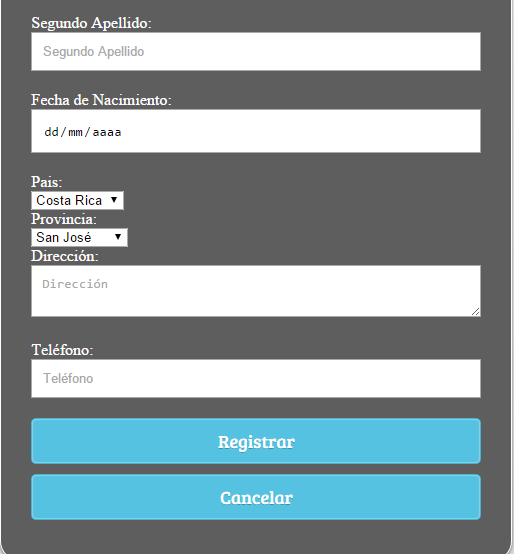 Segundo Apellido:
Segundo Apellido
Fecha de Nacimiento:
dd/mm/aaaa
Pais:
Costa Rica
Provincia:
San José
Dirección:
Dirección
Teléfono:
Teléfono
Registrar
Cancelar